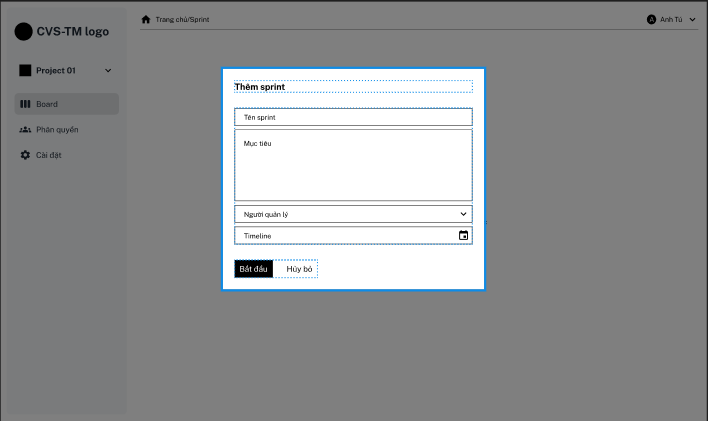 CVS-TM logo
Trang chủ/Sprint
A Anh Tú
Project 01
Board
Phân quyền
Cài đặt
Thêm sprint
Tên sprint
Mục tiêu
Người quản lý
Timeline
Bắt đầu
Hủy bỏ